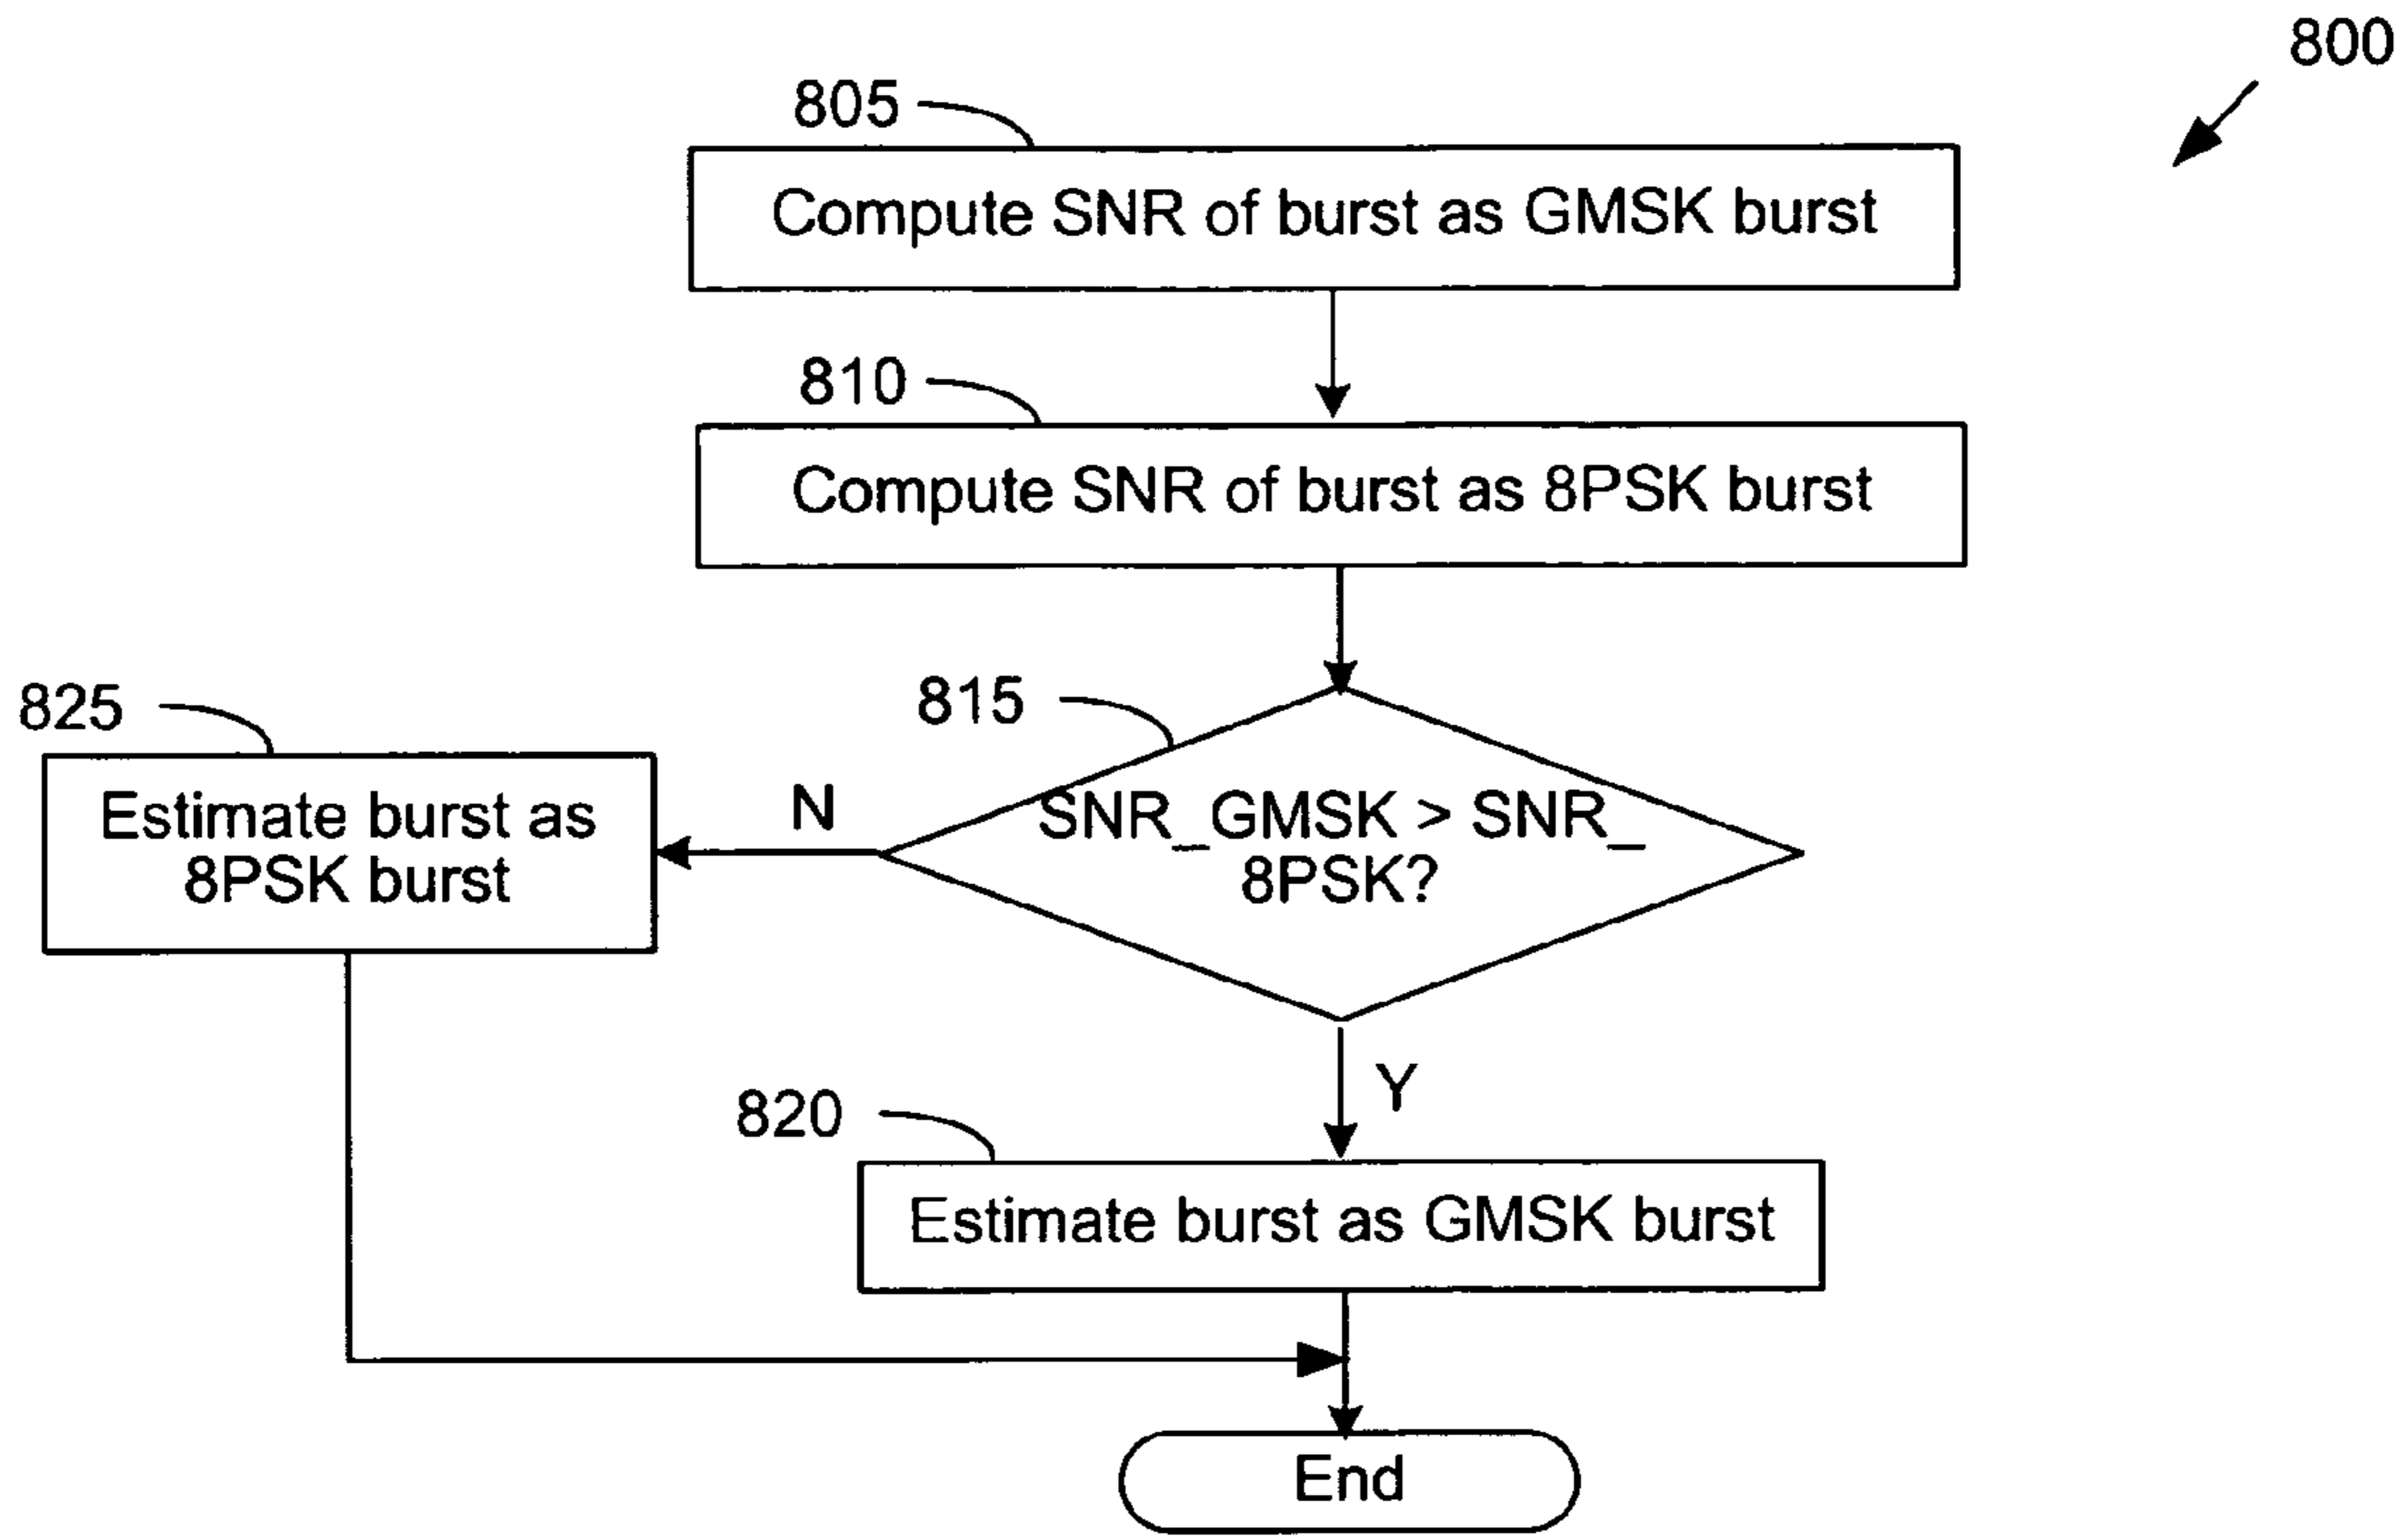 800
805
Compute SNR of burst as GMSK burst
810
Compute SNR of burst as 8PSK burst
815
SNR_GMSK > SNR_
8PSK?
N
825
Estimate burst as
8PSK burst
Y
820
Estimate burst as GMSK burst
End